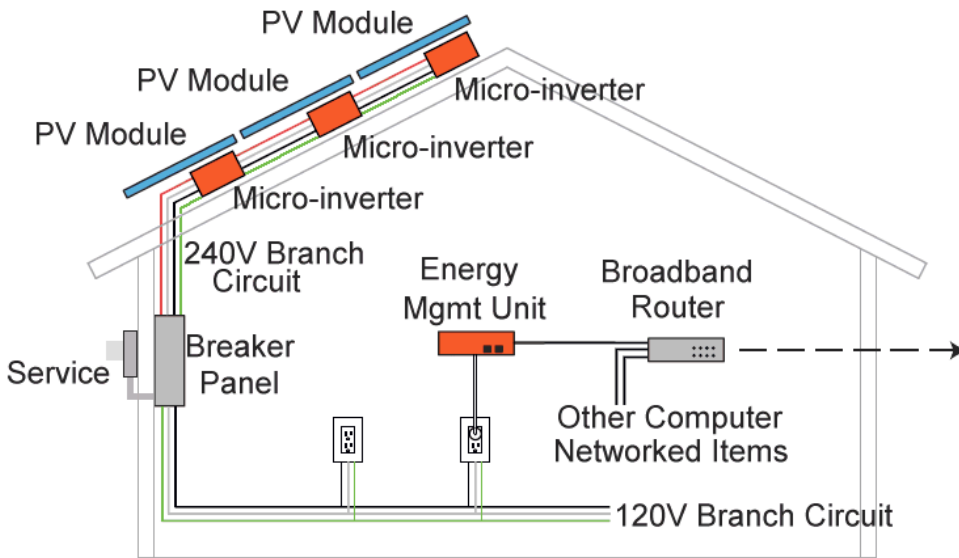 PV Module
PV Module
PV Module
Micro-inverter
Micro-inverter
Micro-inverter
240V Branch
Circuit
Energy
Mgmt Unit
Broadband
Router
Service
Breaker
Panel
Other Computer
Networked Items
120V Branch Circuit